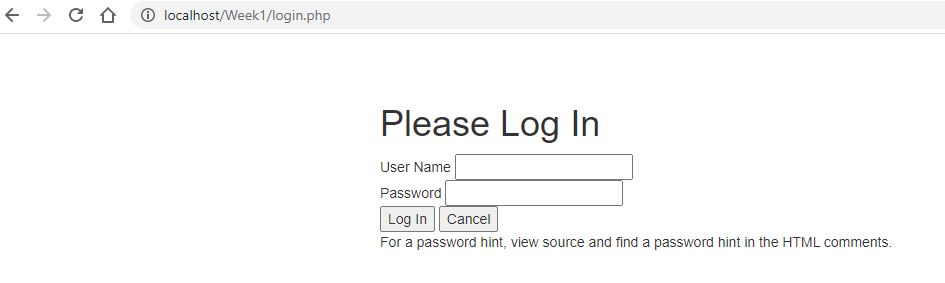 localhost/Week1/login.php
Please Log In
User Name
Password
Log In Cancel
For a password hint, view source and find a password hint in the HTML comments.